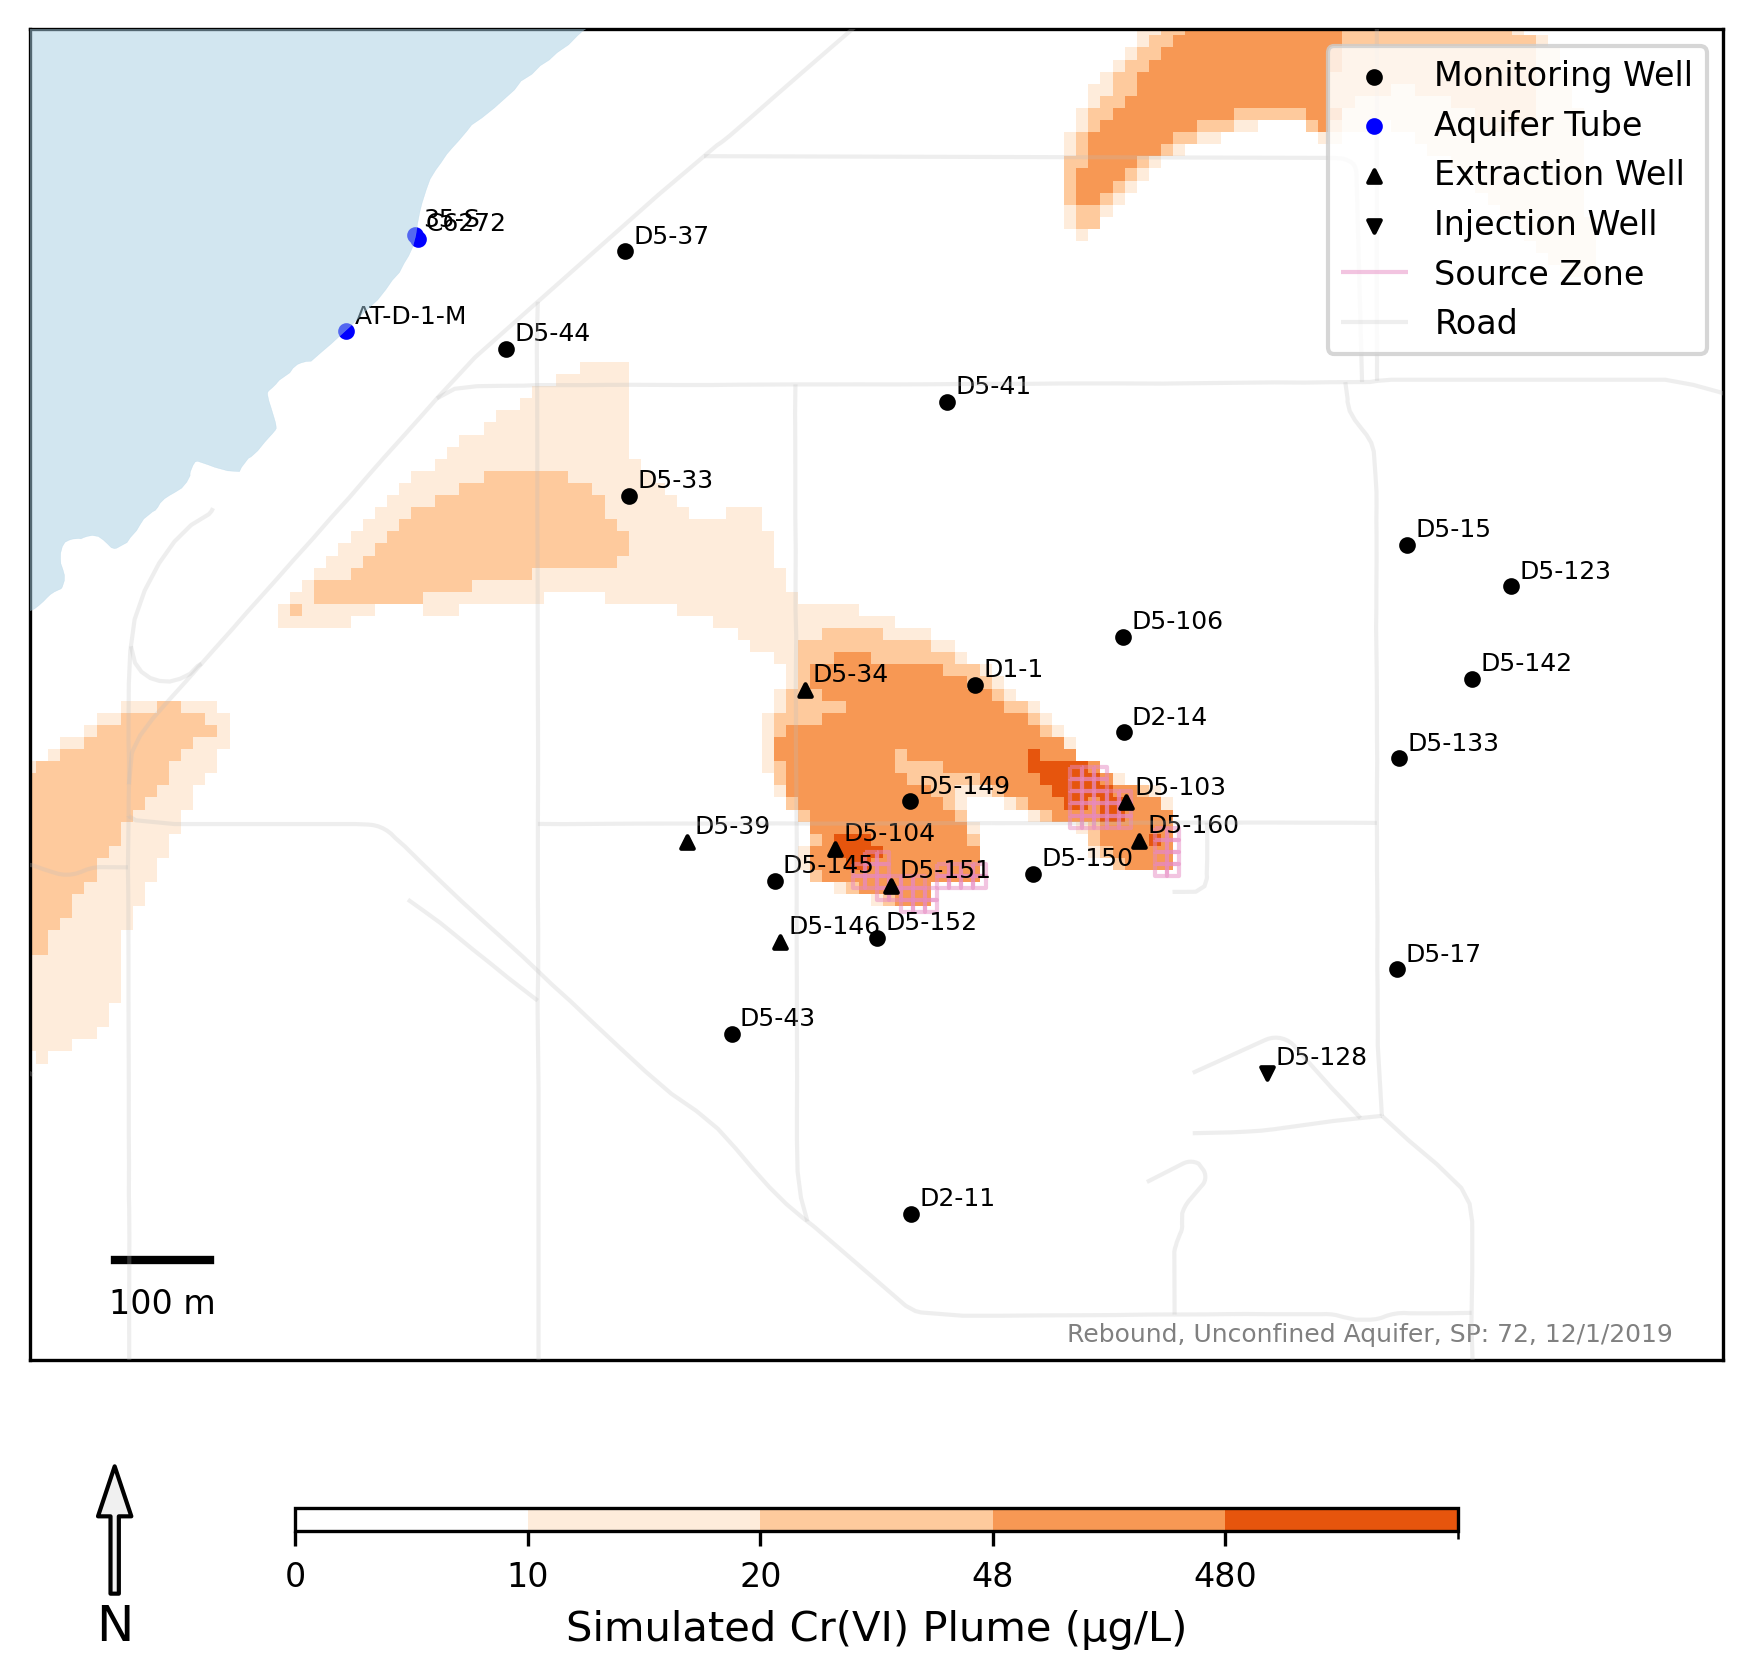 Monitoring Well
Aquifer Tube
Extraction Well
Injection Well
Source Zone
Road
35-S
C6272
D5-37
AT-D-1-M
D5-44
D5-41
D5-33
D5-15
D5-123
D5-106
D1-1
D5-142
D5-34
D2-14
D5-133
D5-149
D5-103
D5-39
D5-104
D5-160
D5-145
D5-151
D5-150
D5-146
D5-152
D5-17
D5-43
D5-128
D2-11
100 m
Rebound, Unconfined Aquifer, SP: 72, 12/1/2019
0 10 20 48 480
Simulated Cr(VI) Plume (µg/L)
N